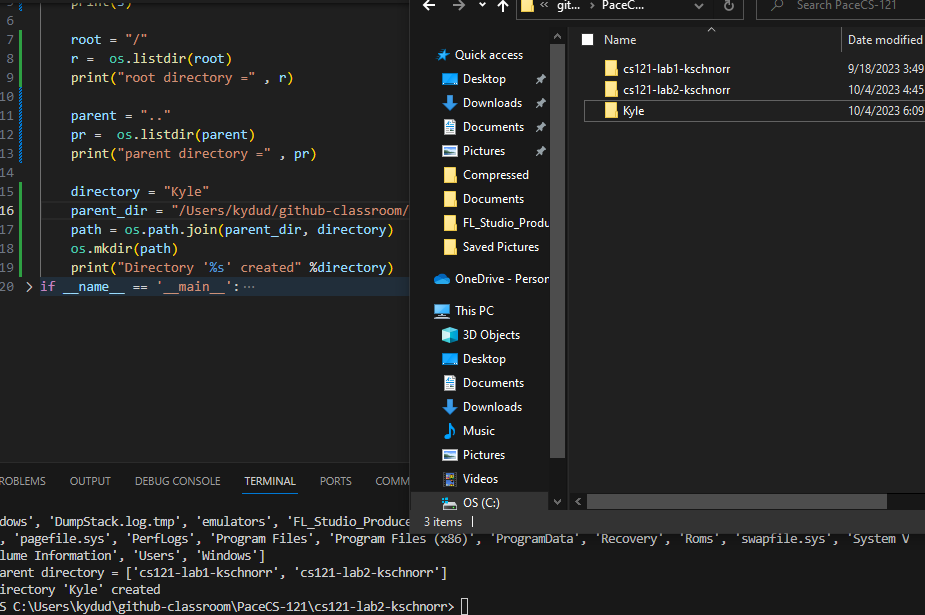 print(s)
6
7 root = "/"
8 r =  os.listdir(root)
9 print("root directory =" , r)
10
11 parent = ".."
12 pr =  os.listdir(parent)
13 print("parent directory =" , pr)
14
15 directory = "Kyle"
16 parent_dir = "/Users/kydud/github-classroom/
17 path = os.path.join(parent_dir, directory)
18 os.mkdir(path)
19 print("Directory '%s' created" %directory)
20 > if __name__ == '__main__': ···
« git... › PaceC...
Search PaceCS-121
Quick access
Desktop
Downloads
Documents
Pictures
Compressed
Documents
FL_Studio_Produ
Saved Pictures
OneDrive - Person
This PC
3D Objects
Desktop
Documents
Downloads
Music
Pictures
Videos
OS (C:)
3 items
Name Date modified
cs121-lab1-kschnorr 9/18/2023 3:49
cs121-lab2-kschnorr 10/4/2023 4:45
Kyle 10/4/2023 6:09
ROBLEMS OUTPUT DEBUG CONSOLE TERMINAL PORTS COMM
dows', 'DumpStack.log.tmp', 'emulators', 'FL_Studio_Produce
, 'pagefile.sys', 'PerfLogs', 'Program Files', 'Program Files (x86)', 'ProgramData', 'Recovery', 'Roms', 'swapfile.sys', 'System V
lume Information', 'Users', 'Windows']
arent directory = ['cs121-lab1-kschnorr', 'cs121-lab2-kschnorr']
irectory 'Kyle' created
S C:\Users\kydud\github-classroom\PaceCS-121\cs121-lab2-kschnorr>